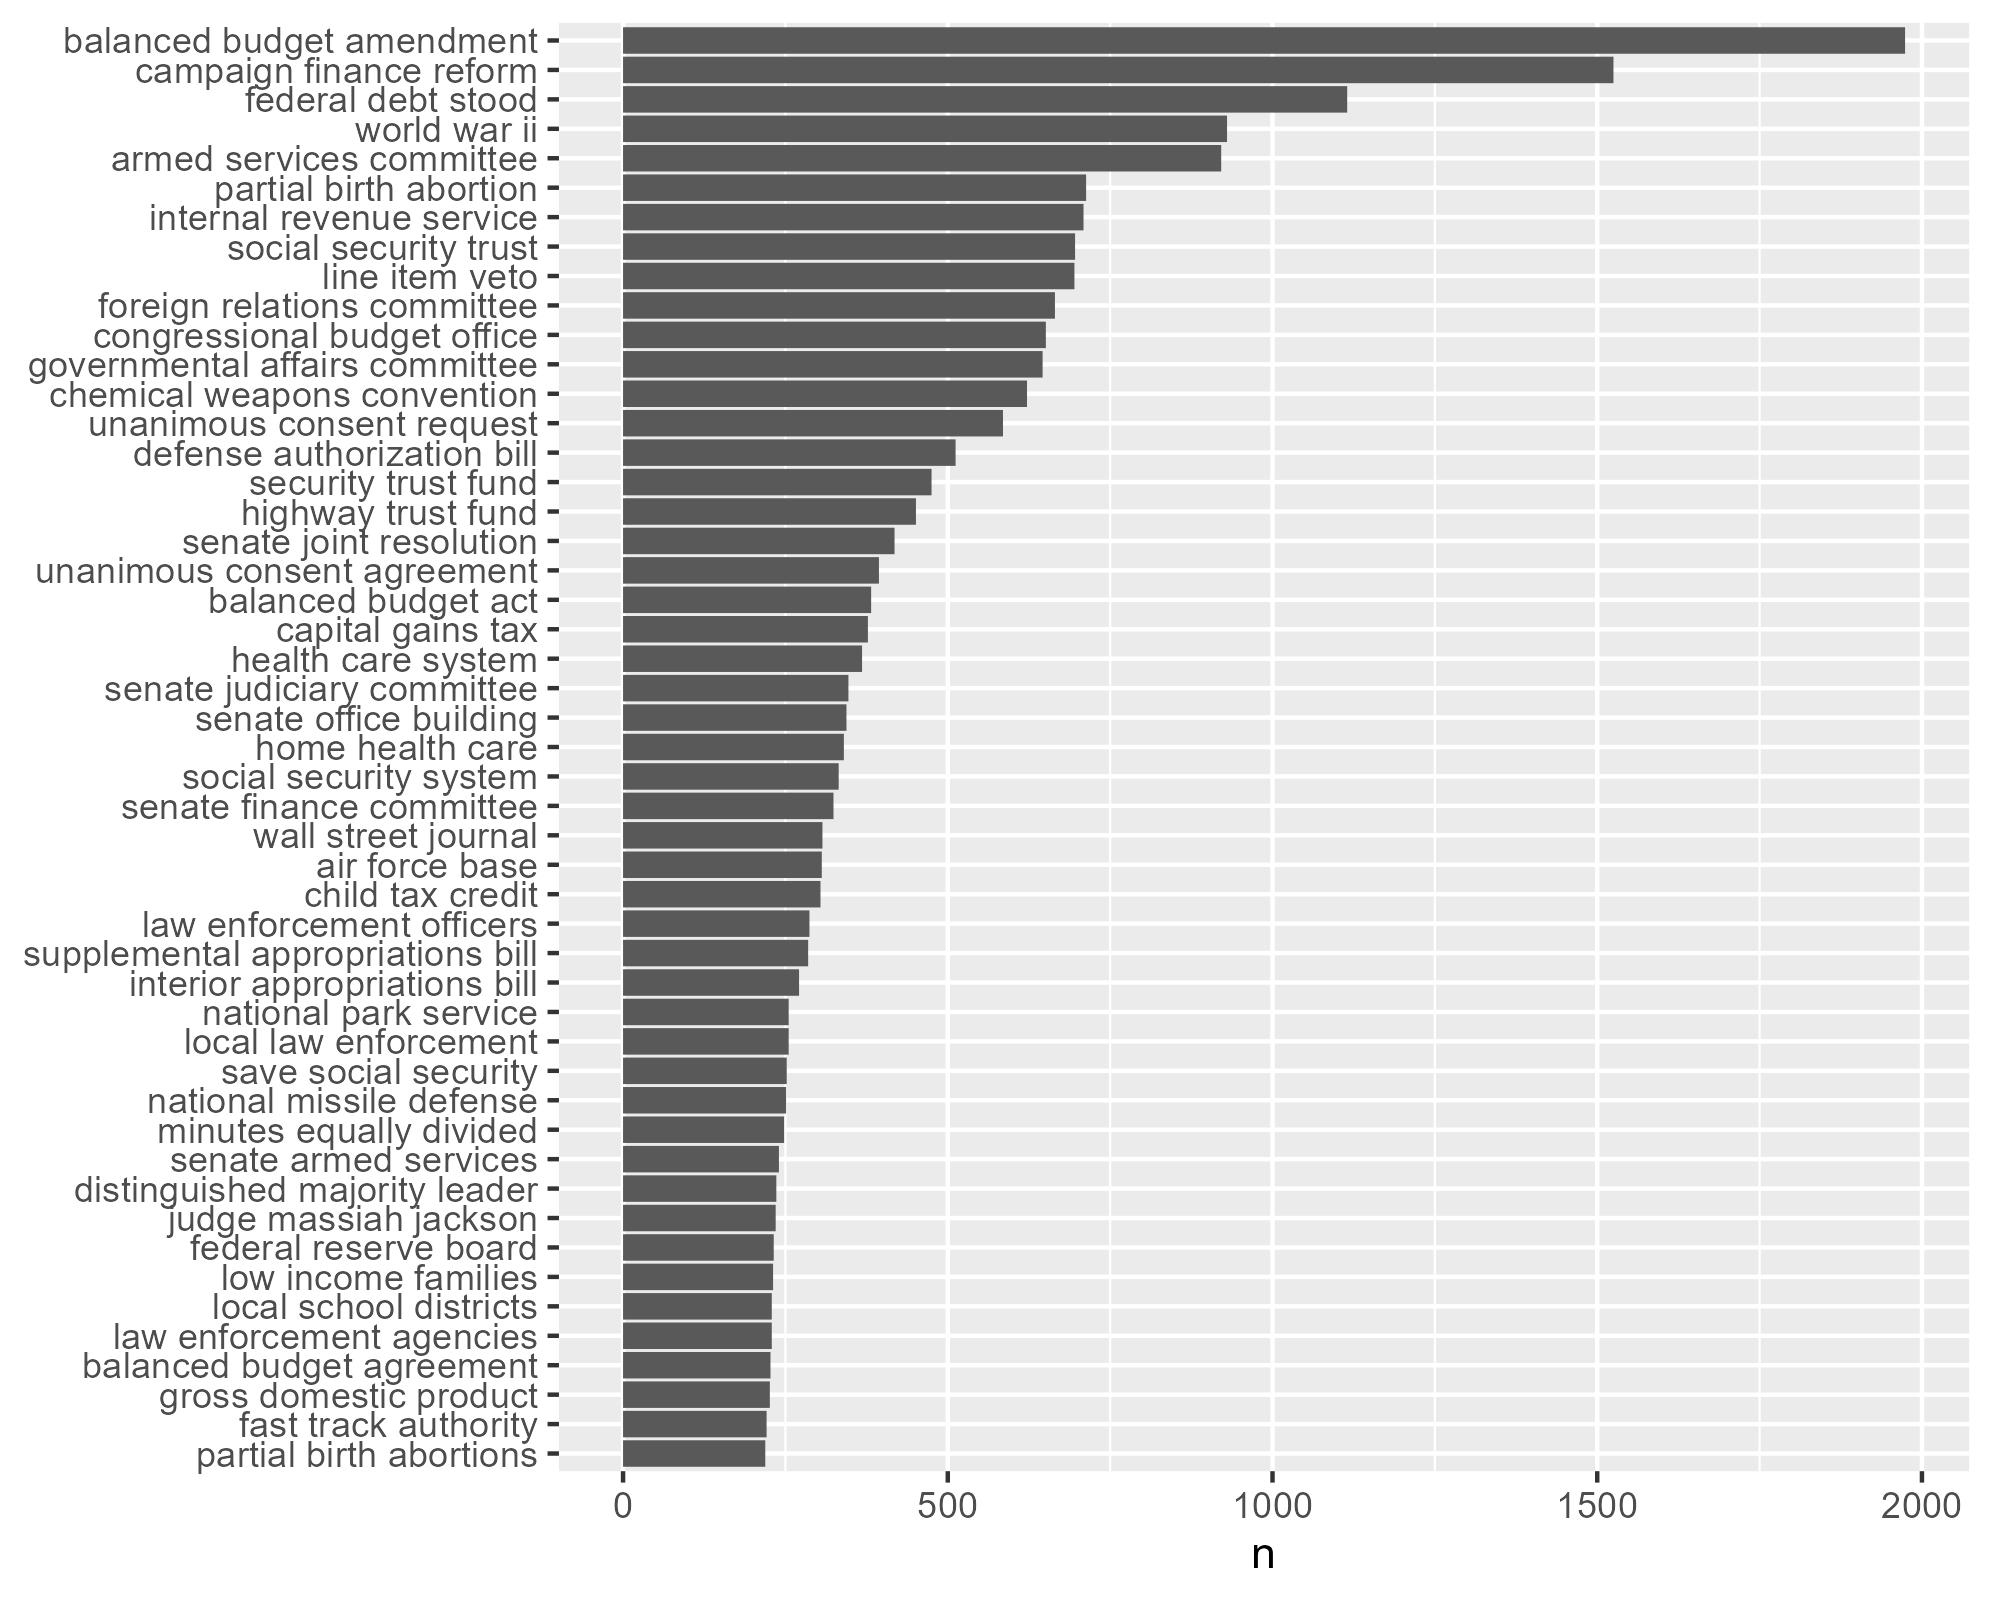 balanced budget amendment
campaign finance reform
federal debt stood
world war ii
armed services committee
partial birth abortion
internal revenue service
social security trust
line item veto
foreign relations committee
congressional budget office
governmental affairs committee
chemical weapons convention
unanimous consent request
defense authorization bill
security trust fund
highway trust fund
senate joint resolution
unanimous consent agreement
balanced budget act
capital gains tax
health care system
senate judiciary committee
senate office building
home health care
social security system
senate finance committee
wall street journal
air force base
child tax credit
law enforcement officers
supplemental appropriations bill
interior appropriations bill
national park service
local law enforcement
save social security
national missile defense
minutes equally divided
senate armed services
distinguished majority leader
judge massiah jackson
federal reserve board
low income families
local school districts
law enforcement agencies
balanced budget agreement
gross domestic product
fast track authority
partial birth abortions
0 500 1000 1500 2000
n